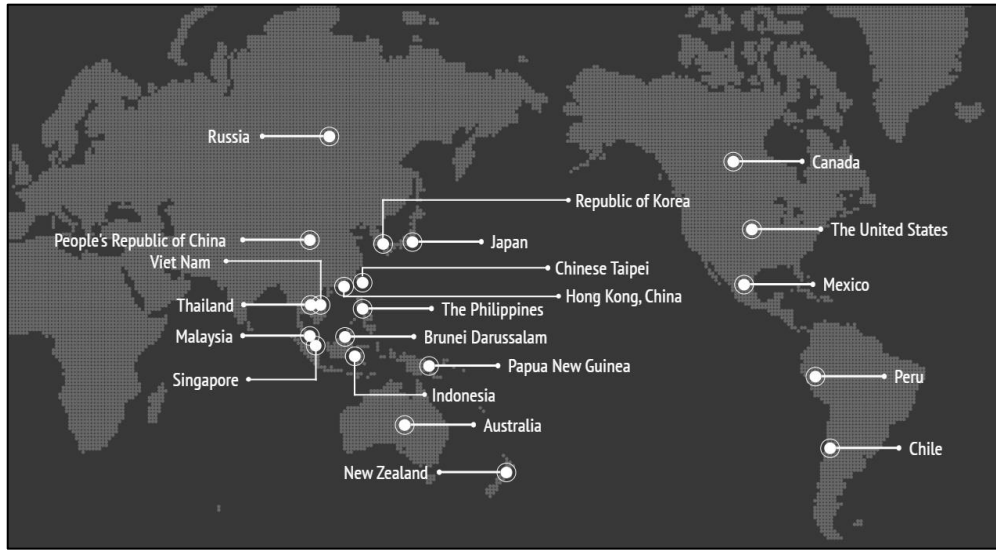 Russia
Canada
Republic of Korea
The United States
People's Republic of China
Japan
Viet Nam
Chinese Taipei
Mexico
Hong Kong, China
Thailand
The Philippines
Malaysia
Brunei Darussalam
Papua New Guinea
Peru
Singapore
Indonesia
Australia
Chile
New Zealand